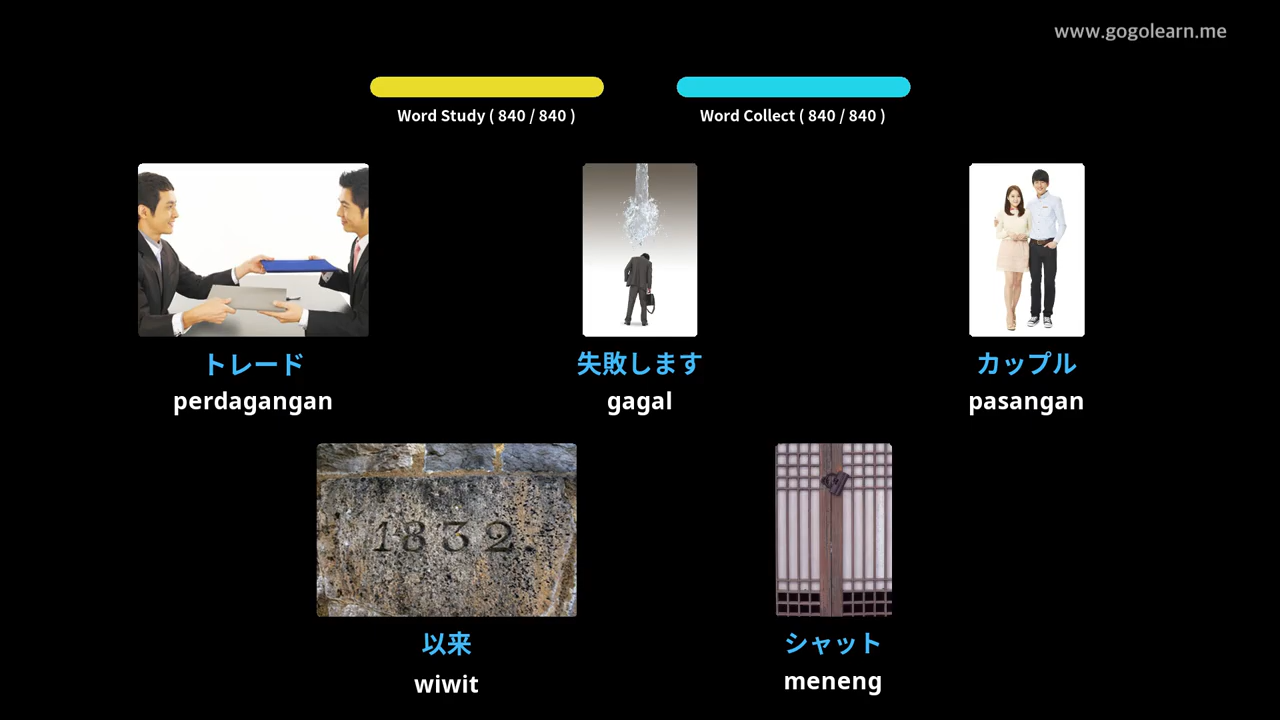 www.gogolearn.me
Word Study ( 840 / 840 )
Word Collect ( 840 / 840 )
トレード
perdagangan
失敗します
gagal
カップル
pasangan
1832.
以来
wiwit
シャット
meneng